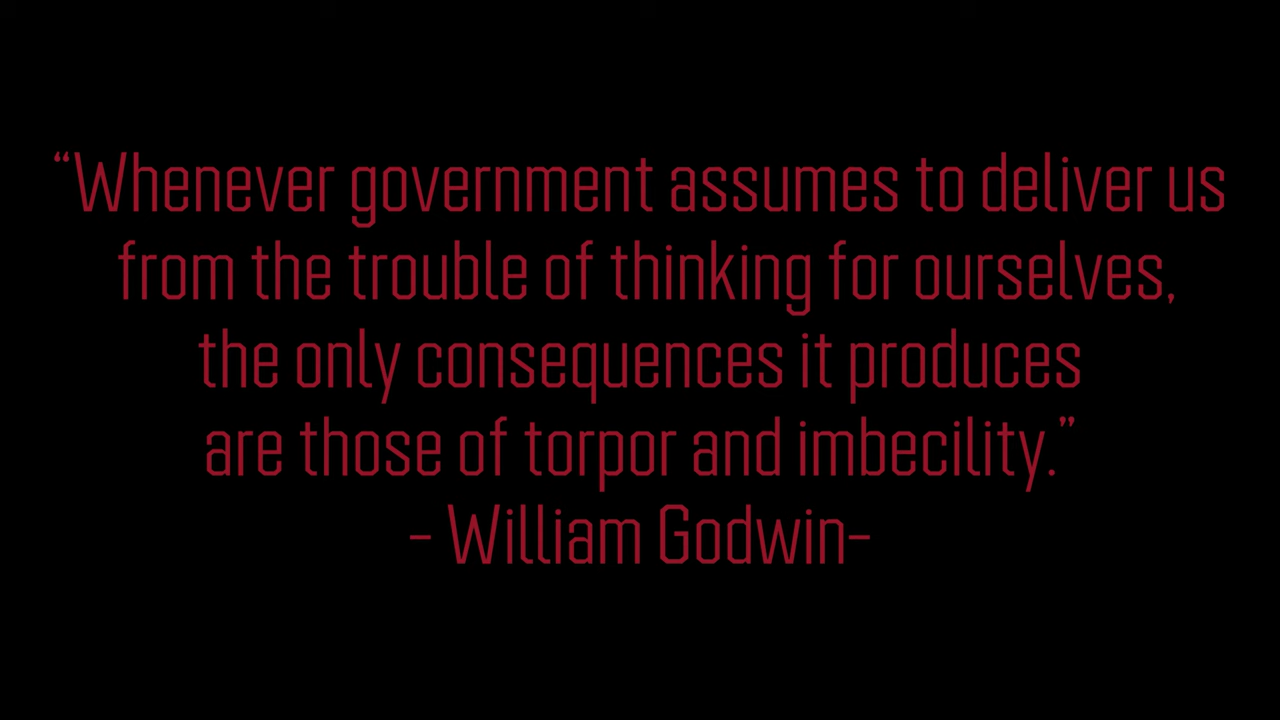 “Whenever government assumes to deliver us
from the trouble of thinking for ourselves,
the only consequences it produces
are those of torpor and imbecility.”
- William Godwin-